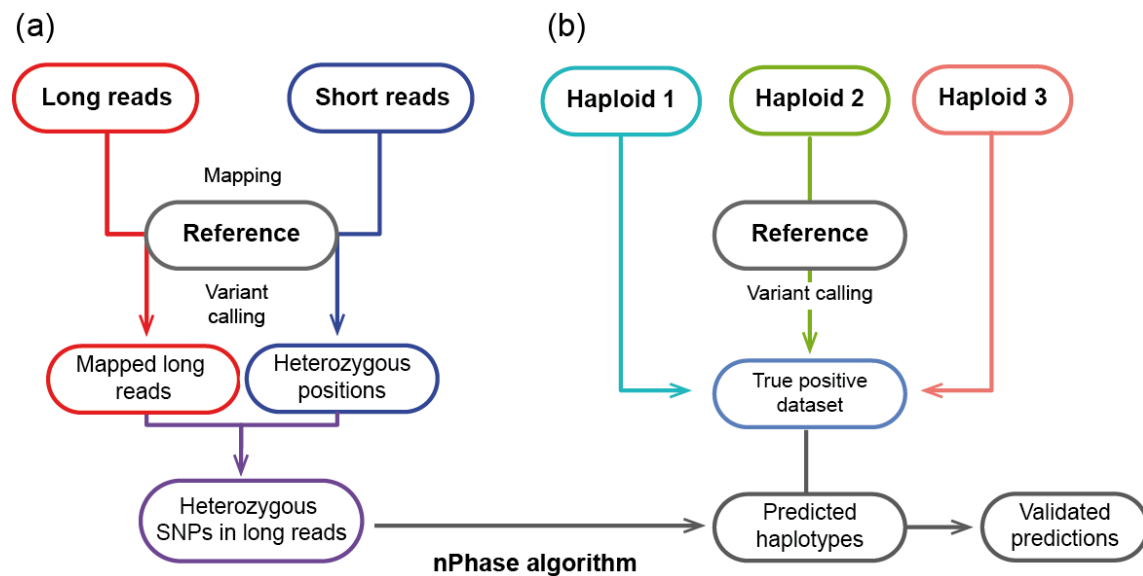 (a)
Long reads
Short reads
Mapping
Reference
Variant
calling
Mapped long
reads
Heterozygous
positions
Heterozygous
SNPs in long reads
nPhase algorithm
(b)
Haploid 1
Haploid 2
Haploid 3
Reference
Variant calling
True positive
dataset
Predicted
haplotypes
Validated
predictions